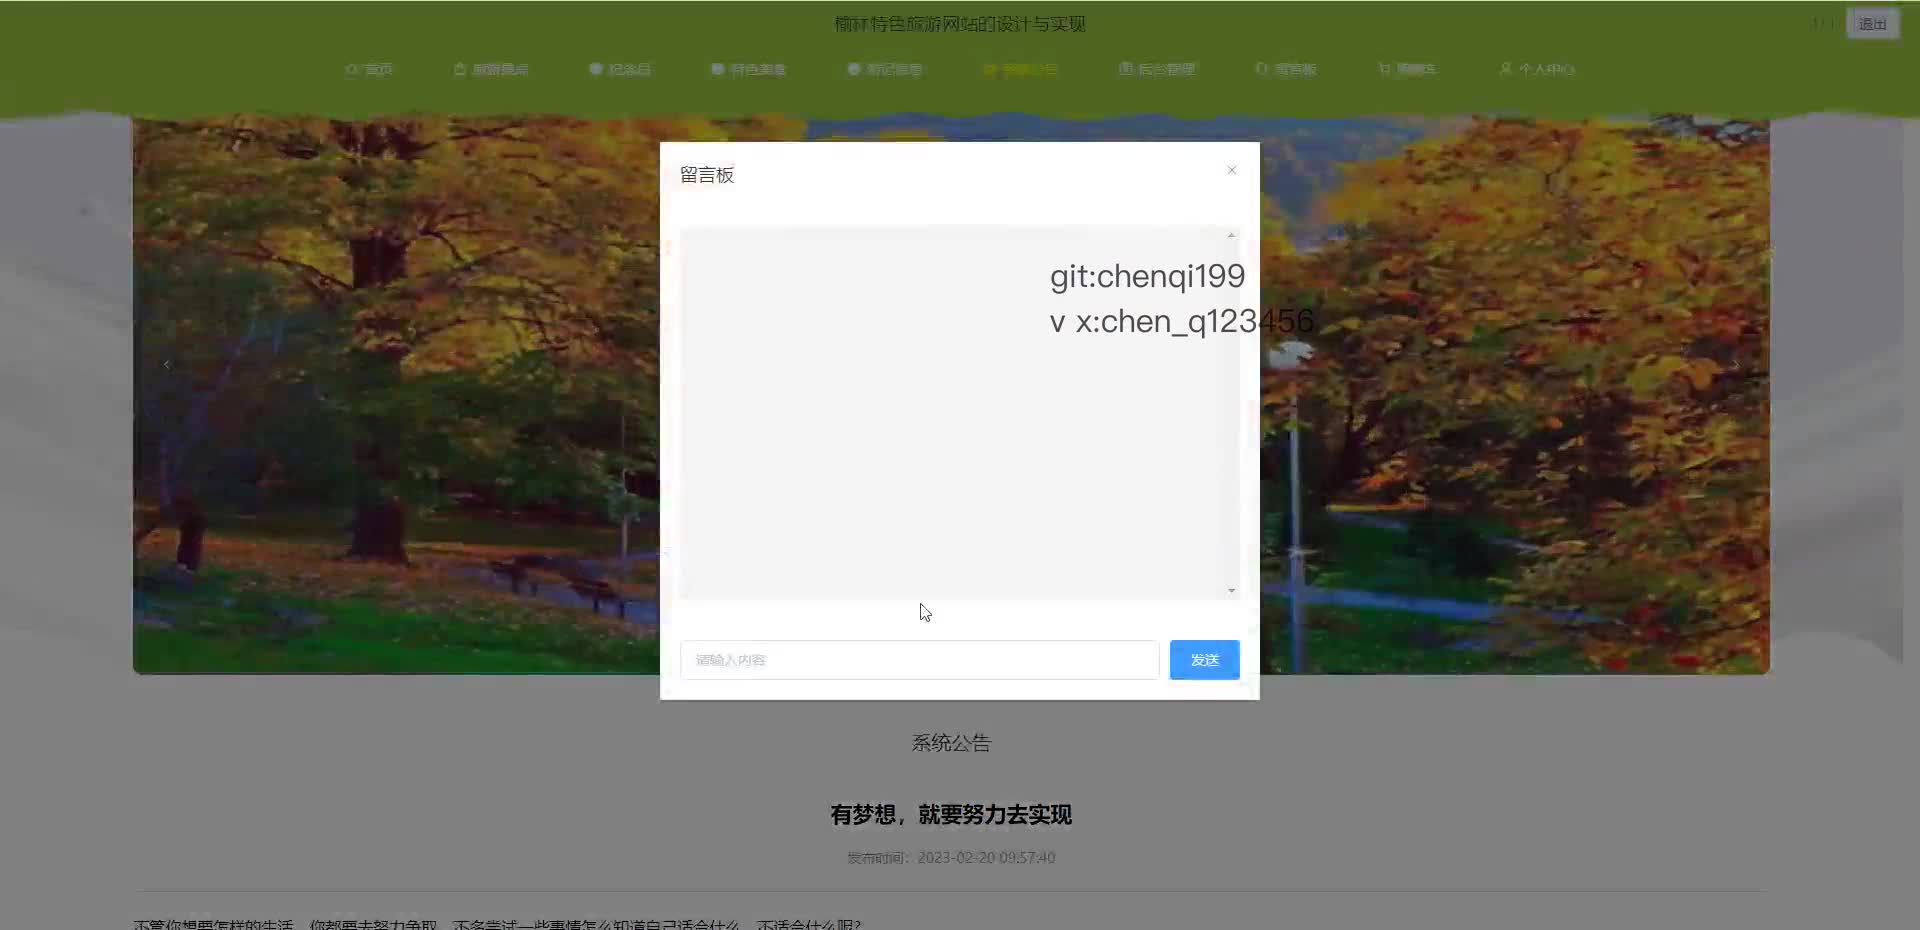 榆林特色旅游网站的设计与实现
退出
首页
旅游景点
纪念品
特色美食
游记信息
系统公告
后台管理
留言板
购物车
个人中心
留言板
git:chenqi199
v x:chen_q123456
请输入内容
发送
系统公告
有梦想，就要努力去实现
发布时间：2023-02-20 09:57:40
不管你想要怎样的生活，你都要去努力争取，不多尝试一些事情怎么知道自己适合什么、不适合什么呢？